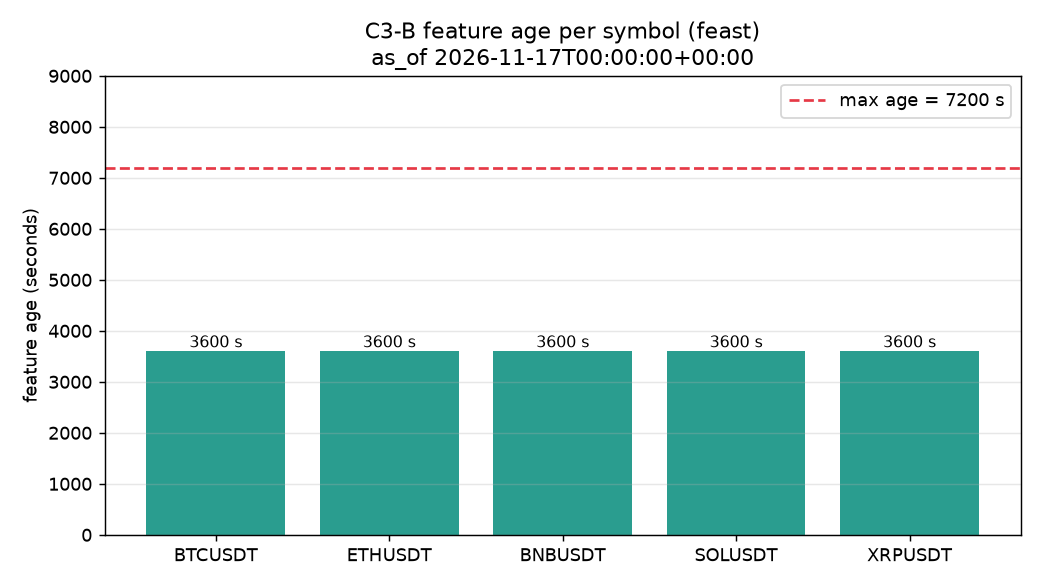 C3-B feature age per symbol (feast)
as_of 2026-11-17T00:00:00+00:00
max age = 7200 s
feature age (seconds)
9000
8000
7000
6000
5000
4000
3000
2000
1000
0
3600 s 3600 s 3600 s 3600 s 3600 s
BTCUSDT ETHUSDT BNBUSDT SOLUSDT XRPUSDT